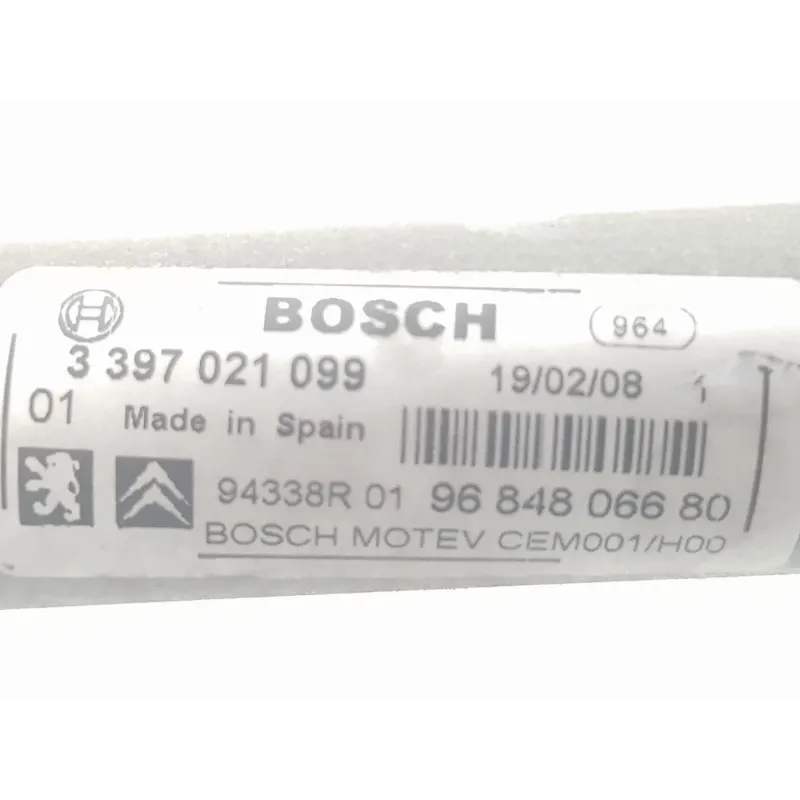 BOSCH 964
3 397 021 099 19/02/08 1
01 Made in Spain
94338R 01 96 848 066 80
BOSCH MOTEV CEM001/H00